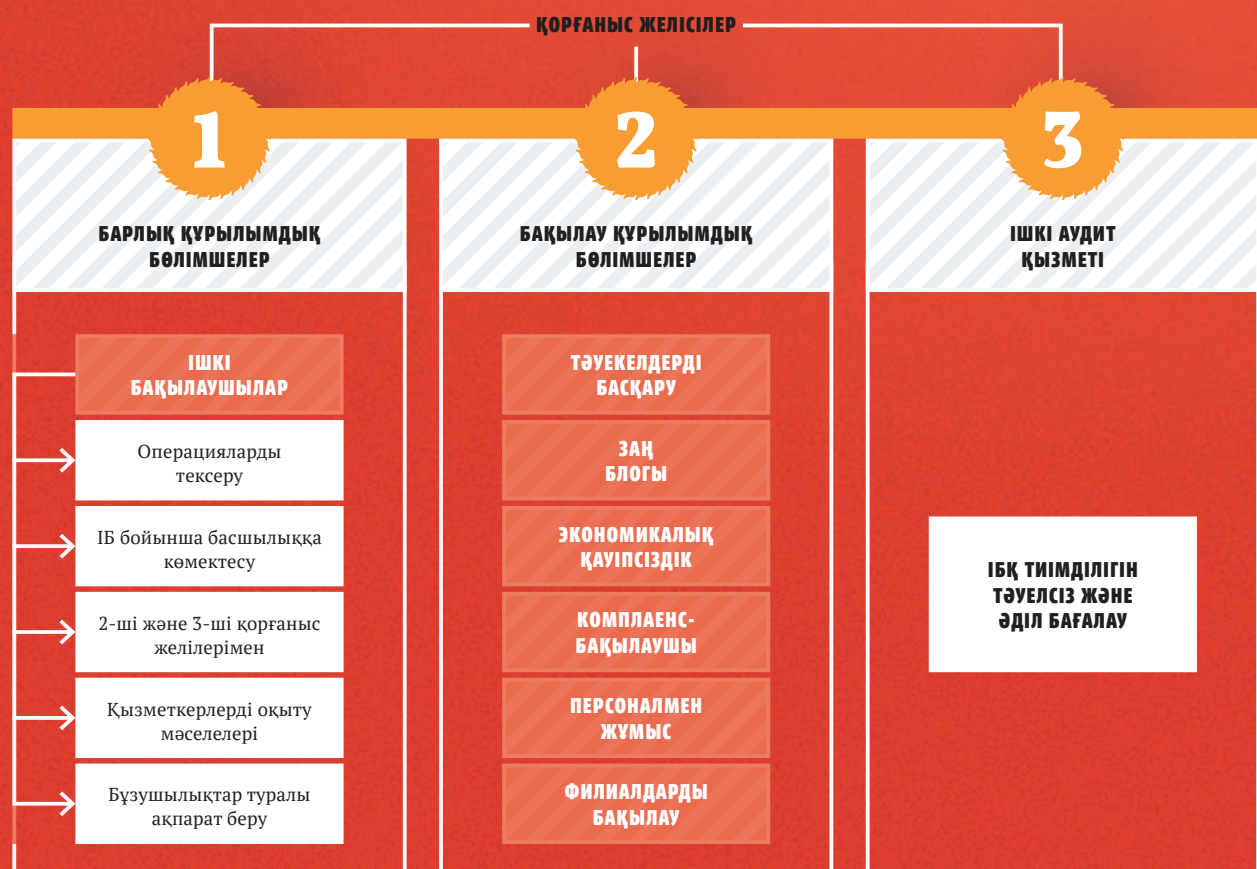 ҚОРҒАНЫС ЖЕЛІСІЛЕР
1
БАРЛЫҚ ҚҰРЫЛЫМДЫҚ
БӨЛІМШЕЛЕР
ІШКІ
БАҚЫЛАУШЫЛАР
Операцияларды
тексеру
ІБ бойынша басшылыққа
көмектесу
2-ші және 3-ші қорғаныс
желілерімен
Қызметкерлерді оқыту
мәселелері
Бұзушылықтар туралы
ақпарат беру
2
БАҚЫЛАУ ҚҰРЫЛЫМДЫҚ
БӨЛІМШЕЛЕР
ТӘУЕКЕЛДЕРДІ
БАСҚАРУ
ЗАҢ
БЛОГЫ
ЭКОНОМИКАЛЫҚ
ҚАУІПСІЗДІК
КОМПЛАЕНС-
БАҚЫЛАУШЫ
ПЕРСОНАЛМЕН
ЖҰМЫС
ФИЛИАЛДАРДЫ
БАҚЫЛАУ
3
ІШКІ АУДИТ
ҚЫЗМЕТІ
ІБҚ ТИІМДІЛІГІН
ТӘУЕЛСІЗ ЖӘНЕ
ӘДІЛ БАҒАЛАУ